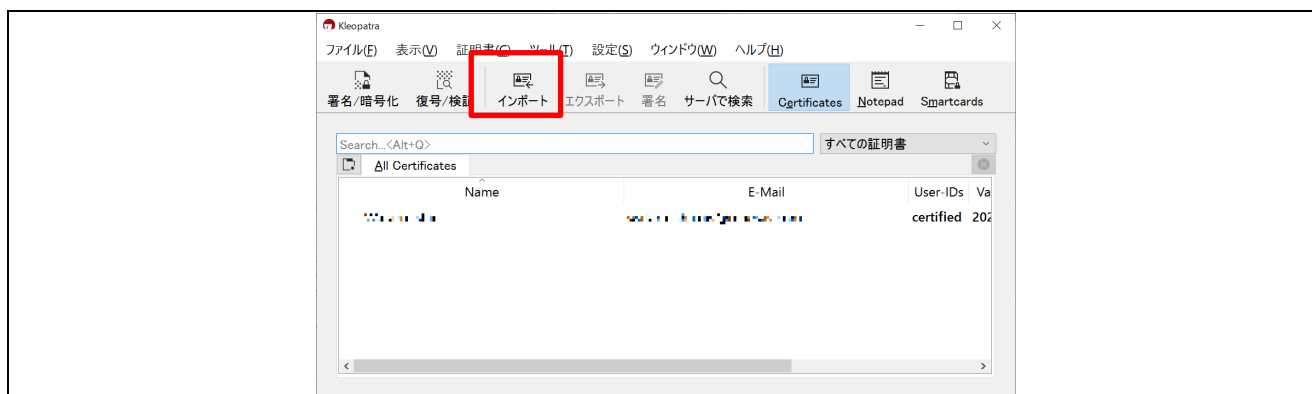 Kleopatra
ファイル(F) 表示(V) 証明書(C) ツール(T) 設定(S) ウィンドウ(W) ヘルプ(H)
署名/暗号化 復号/検証 インポート エクスポート 署名 サーバで検索 Certificates Notepad Smartcards
Search...<Alt+Q> すべての証明書
All Certificates
Name E-Mail User-IDs Va
certified 202